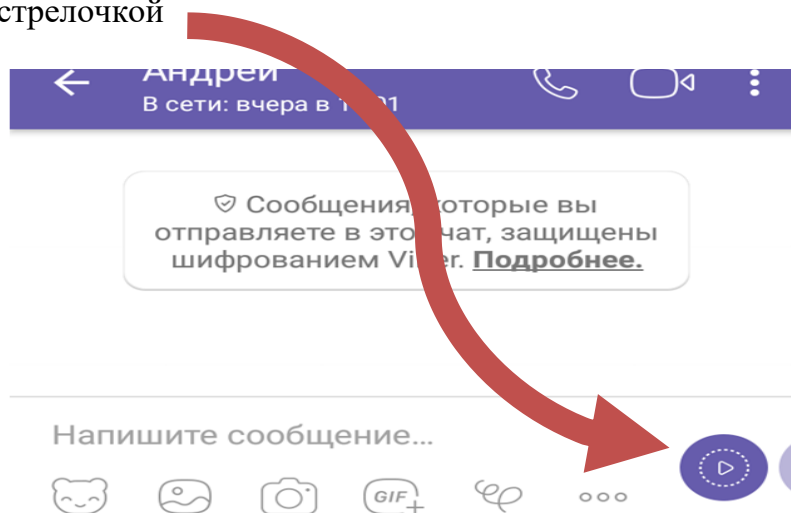 стрелочкой
Андрей
В сети: вчера в
Сообщения, которые вы
отправляете в этот чат, защищены
шифрованием Viber. Подробнее.
Напишите сообщение...
GIF